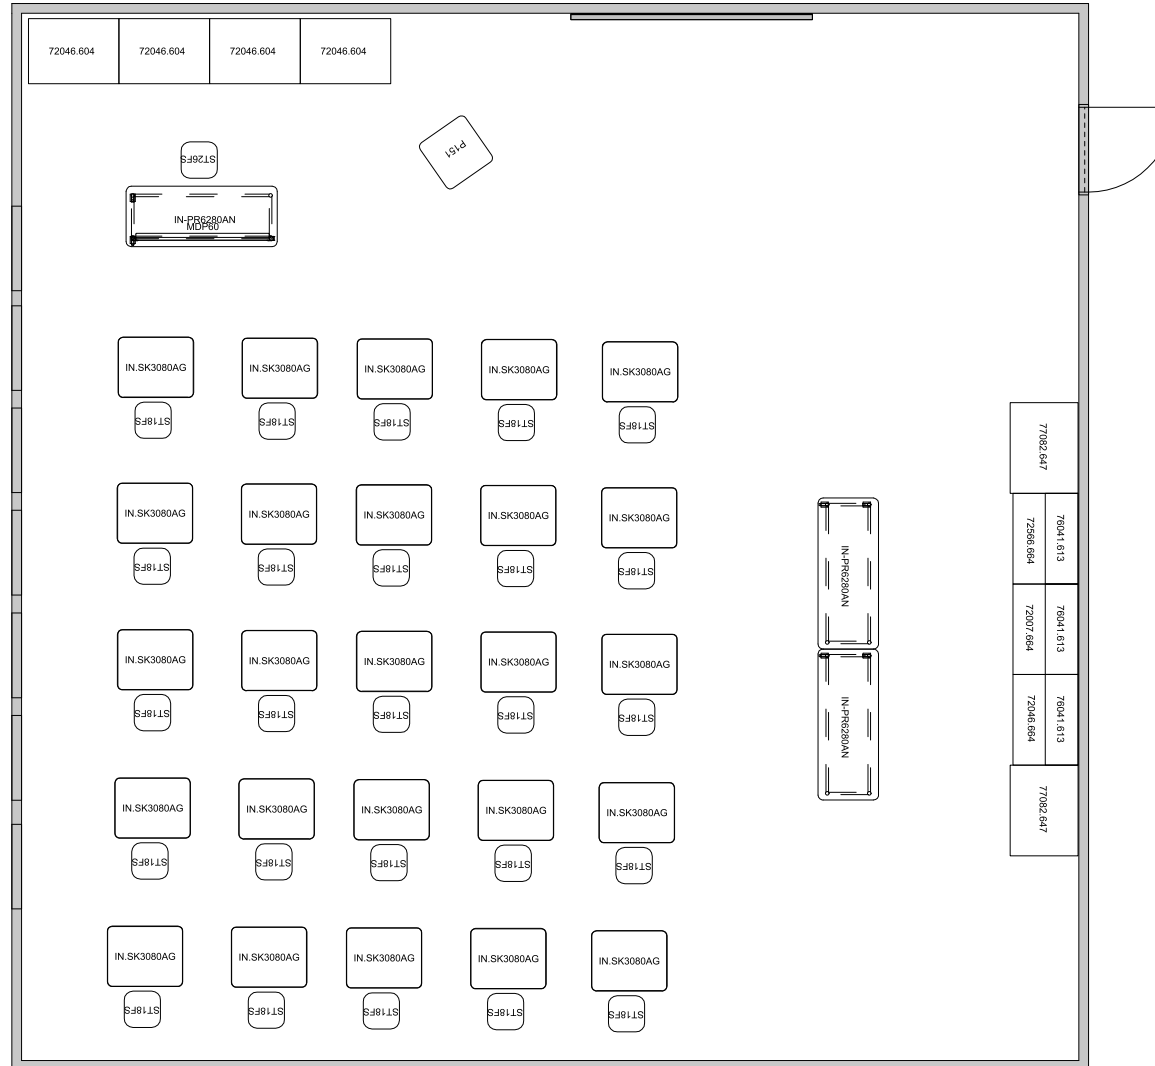 72046.604 72046.604 72046.604 72046.604
P151
ST26FS
IN-PR6280AN
MDP60
IN.SK3080AG IN.SK3080AG IN.SK3080AG IN.SK3080AG IN.SK3080AG
ST18FS ST18FS ST18FS ST18FS ST18FS
IN.SK3080AG IN.SK3080AG IN.SK3080AG IN.SK3080AG IN.SK3080AG
ST18FS ST18FS ST18FS ST18FS ST18FS
IN.SK3080AG IN.SK3080AG IN.SK3080AG IN.SK3080AG IN.SK3080AG
ST18FS ST18FS ST18FS ST18FS ST18FS
IN.SK3080AG IN.SK3080AG IN.SK3080AG IN.SK3080AG IN.SK3080AG
ST18FS ST18FS ST18FS ST18FS ST18FS
IN.SK3080AG IN.SK3080AG IN.SK3080AG IN.SK3080AG IN.SK3080AG
ST18FS ST18FS ST18FS ST18FS ST18FS
IN-PR6280AN
IN-PR6280AN
77082.647
72566.664 76041.613
72007.664 76041.613
72046.664 76041.613
77082.647